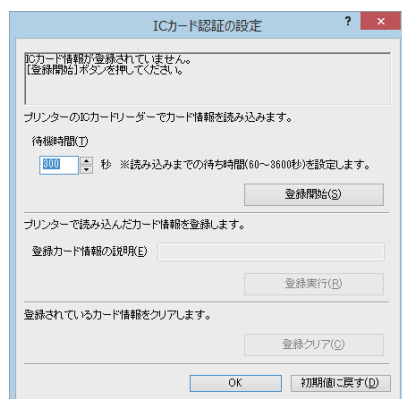 ICカード認証の設定
? ×
ICカード情報が登録されていません。
[登録開始]ボタンを押してください。
プリンターのICカードリーダーでカード情報を読み込みます。
待機時間(T)
300 秒 ※読み込みまでの待ち時間(60～3600秒)を設定します。
登録開始(S)
プリンターで読み込んだカード情報を登録します。
登録カード情報の説明(E)
登録実行(R)
登録されているカード情報をクリアします。
登録クリア(C)
OK 初期値に戻す(D)